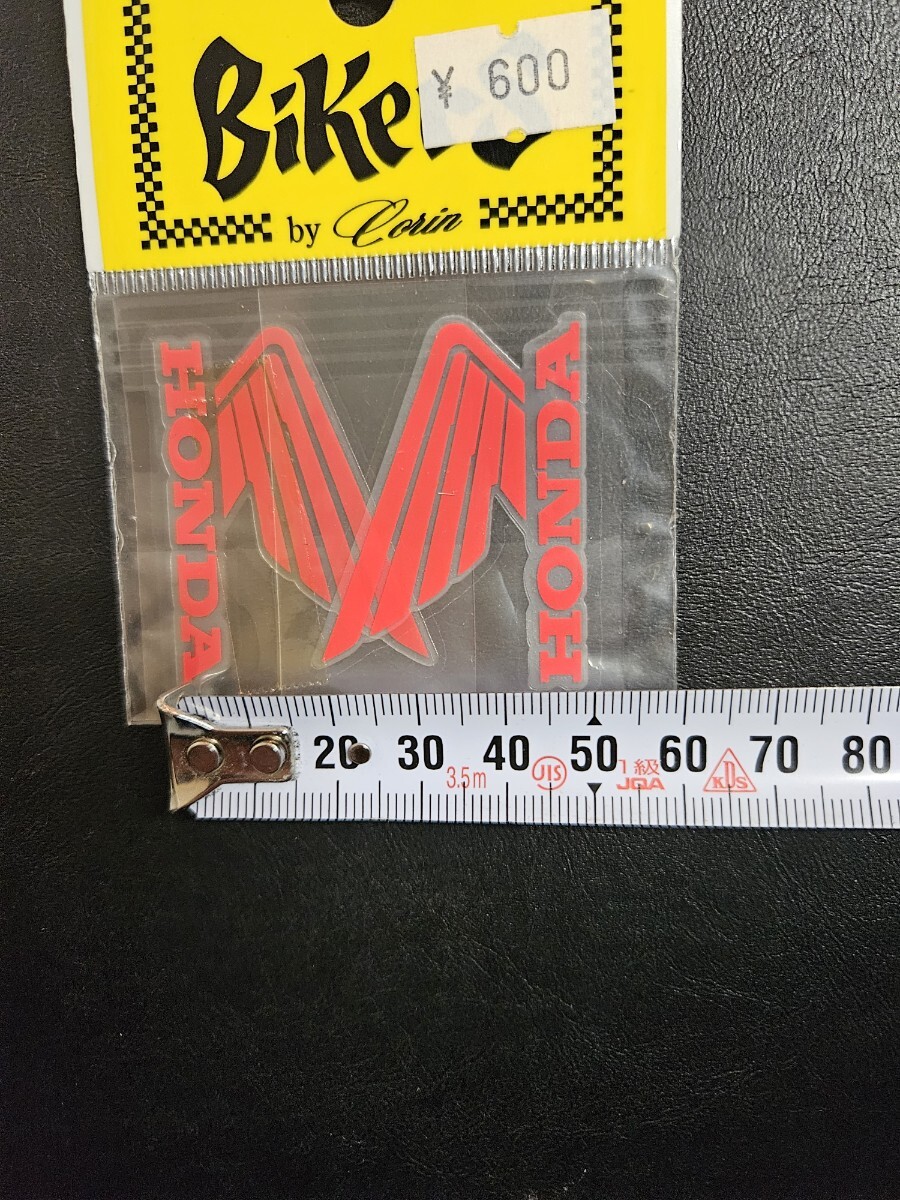 Bikers
¥ 600
by Corin
HONDA
HONDA
20 30 40 50 60 70 80
3.5m JIS 1級 JQA KDS